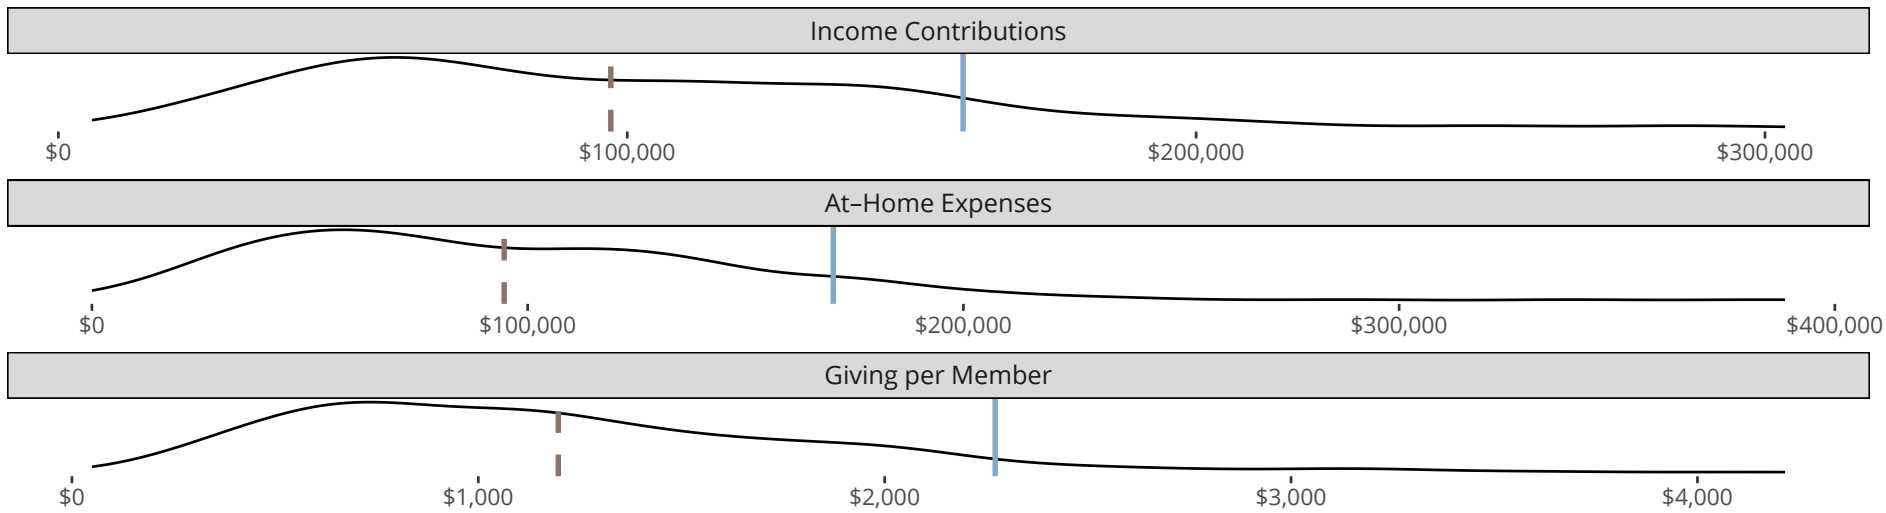 Income Contributions
$0 $100,000 $200,000 $300,000
At–Home Expenses
$0 $100,000 $200,000 $300,000 $400,000
Giving per Member
$0 $1,000 $2,000 $3,000 $4,000